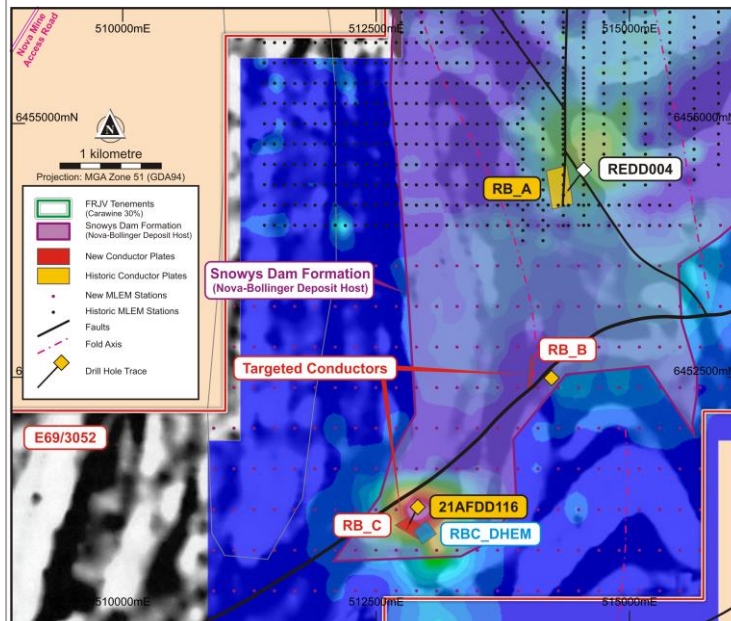 Nova Mine
Access Road
510000mE
512500mE
515000mE
6455000mN
6455000mN
1 kilometre
Projection: MGA Zone 51 (GDA94)
FRJV Tenements
(Carawine 30%)
Snowys Dam Formation
(Nova-Bollinger Deposit Host)
New Conductor Plates
Historic Conductor Plates
New MLEM Stations
Historic MLEM Stations
Faults
Fold Axis
Drill Hole Trace
RB_A
REDD004
Snowys Dam Formation
(Nova-Bollinger Deposit Host)
RB_B
Targeted Conductors
6452500mN
E69/3052
21AFDD116
RB_C
RBC_DHEM
510000mE
512500mE
515000mE